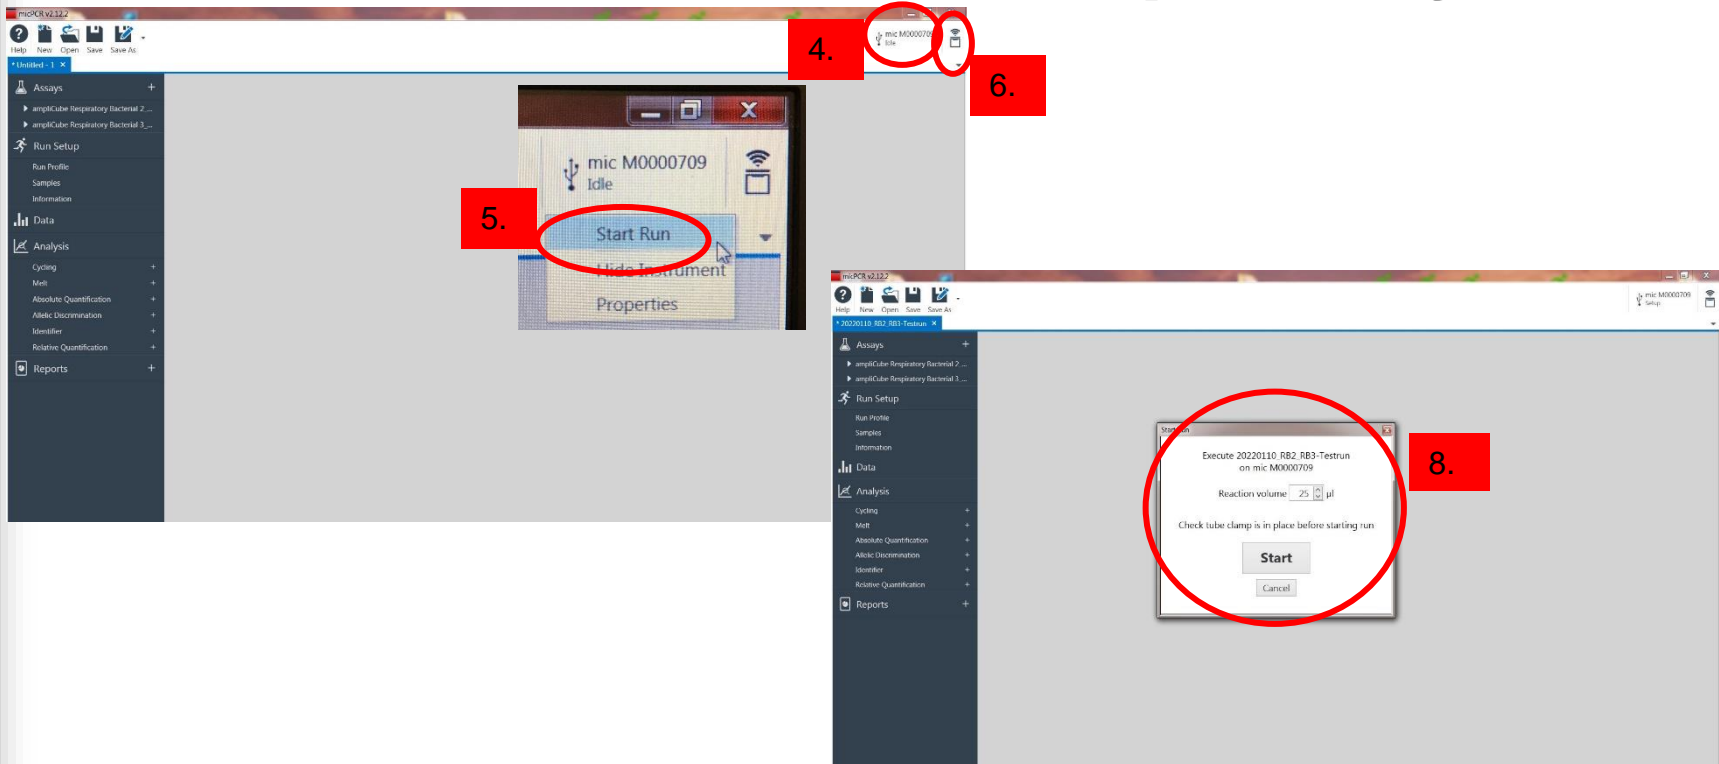 micPCR v2.12.2
Help New Open Save Save As
* Untitled - 1 ×
mic M0000709
Idle
4.
6.
Assays +
ampliCube Respiratory Bacterial 2 ...
ampliCube Respiratory Bacterial 3_...
Run Setup
Run Profile
Samples
Information
Data
Analysis
Cycling +
Melt +
Absolute Quantification +
Allelic Discrimination +
Identifier +
Relative Quantification +
Reports +
5.
mic M0000709
Idle
Start Run
Hide Instrument
Properties
micPCR v2.12.2
Help New Open Save Save As
* 20220110_RB2_RB3-Testrun ×
mic M0000709
Setup
Assays +
ampliCube Respiratory Bacterial 2 ...
ampliCube Respiratory Bacterial 3_...
Run Setup
Run Profile
Samples
Information
Data
Analysis
Cycling +
Melt +
Absolute Quantification +
Allelic Discrimination +
Identifier +
Relative Quantification +
Reports +
8.
Start Run
Execute 20220110_RB2_RB3-Testrun
on mic M0000709
Reaction volume 25 µl
Check tube clamp is in place before starting run
Start
Cancel